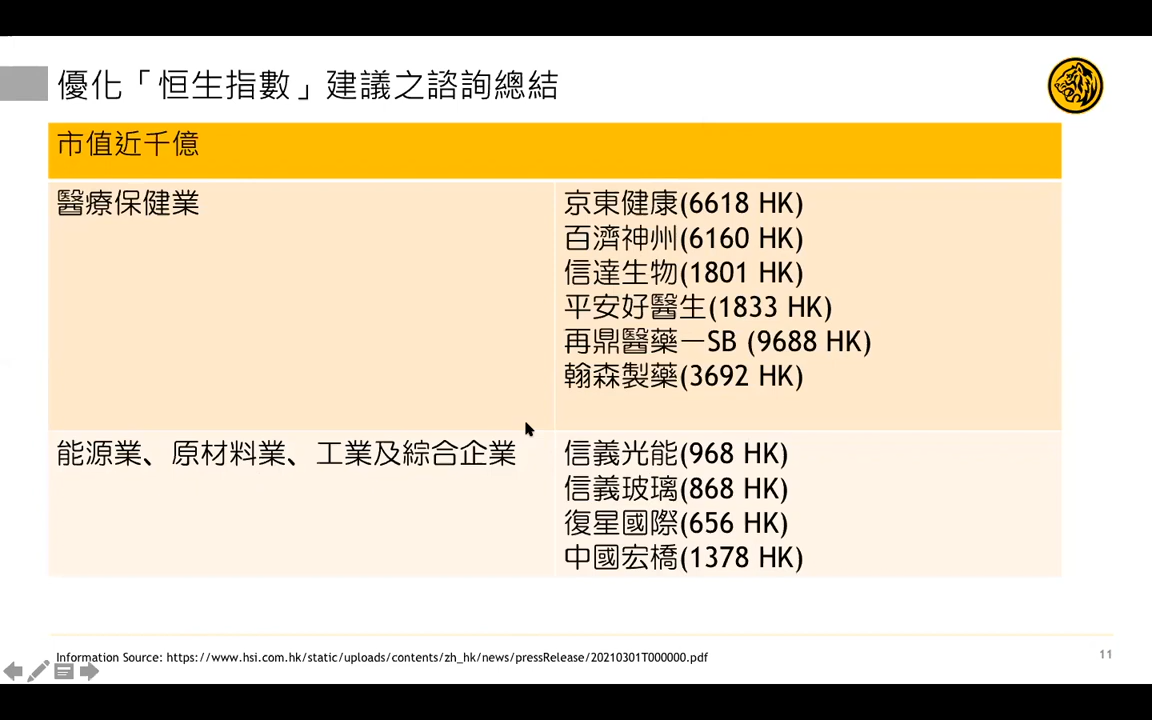 優化「恒生指數」建議之諮詢總結
市值近千億
醫療保健業
京東健康(6618 HK)
百濟神州(6160 HK)
信達生物(1801 HK)
平安好醫生(1833 HK)
再鼎醫藥－SB (9688 HK)
翰森製藥(3692 HK)
能源業、原材料業、工業及綜合企業
信義光能(968 HK)
信義玻璃(868 HK)
復星國際(656 HK)
中國宏橋(1378 HK)
Information Source: https://www.hsi.com.hk/static/uploads/contents/zh_hk/news/pressRelease/20210301T000000.pdf
11